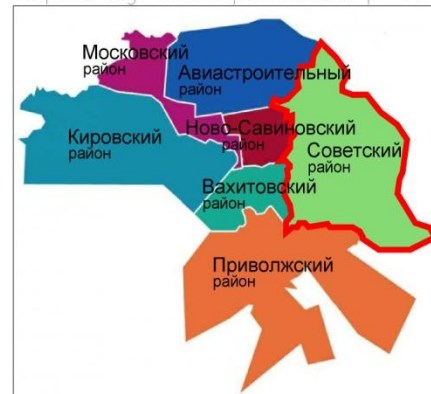 Московский
район
Авиастроительный
район
Ново-Савиновский
район
Кировский
район
Советский
район
Вахитовский
район
Приволжский
район